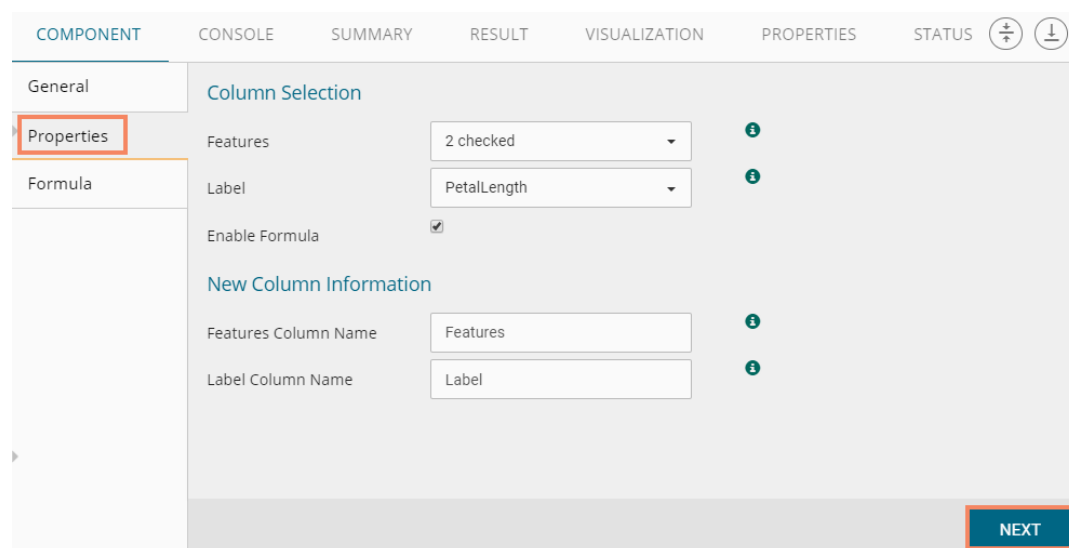 COMPONENT CONSOLE SUMMARY RESULT VISUALIZATION PROPERTIES STATUS
General
Column Selection
Properties
Features 2 checked
Formula
Label PetalLength
Enable Formula
New Column Information
Features Column Name Features
Label Column Name Label
NEXT